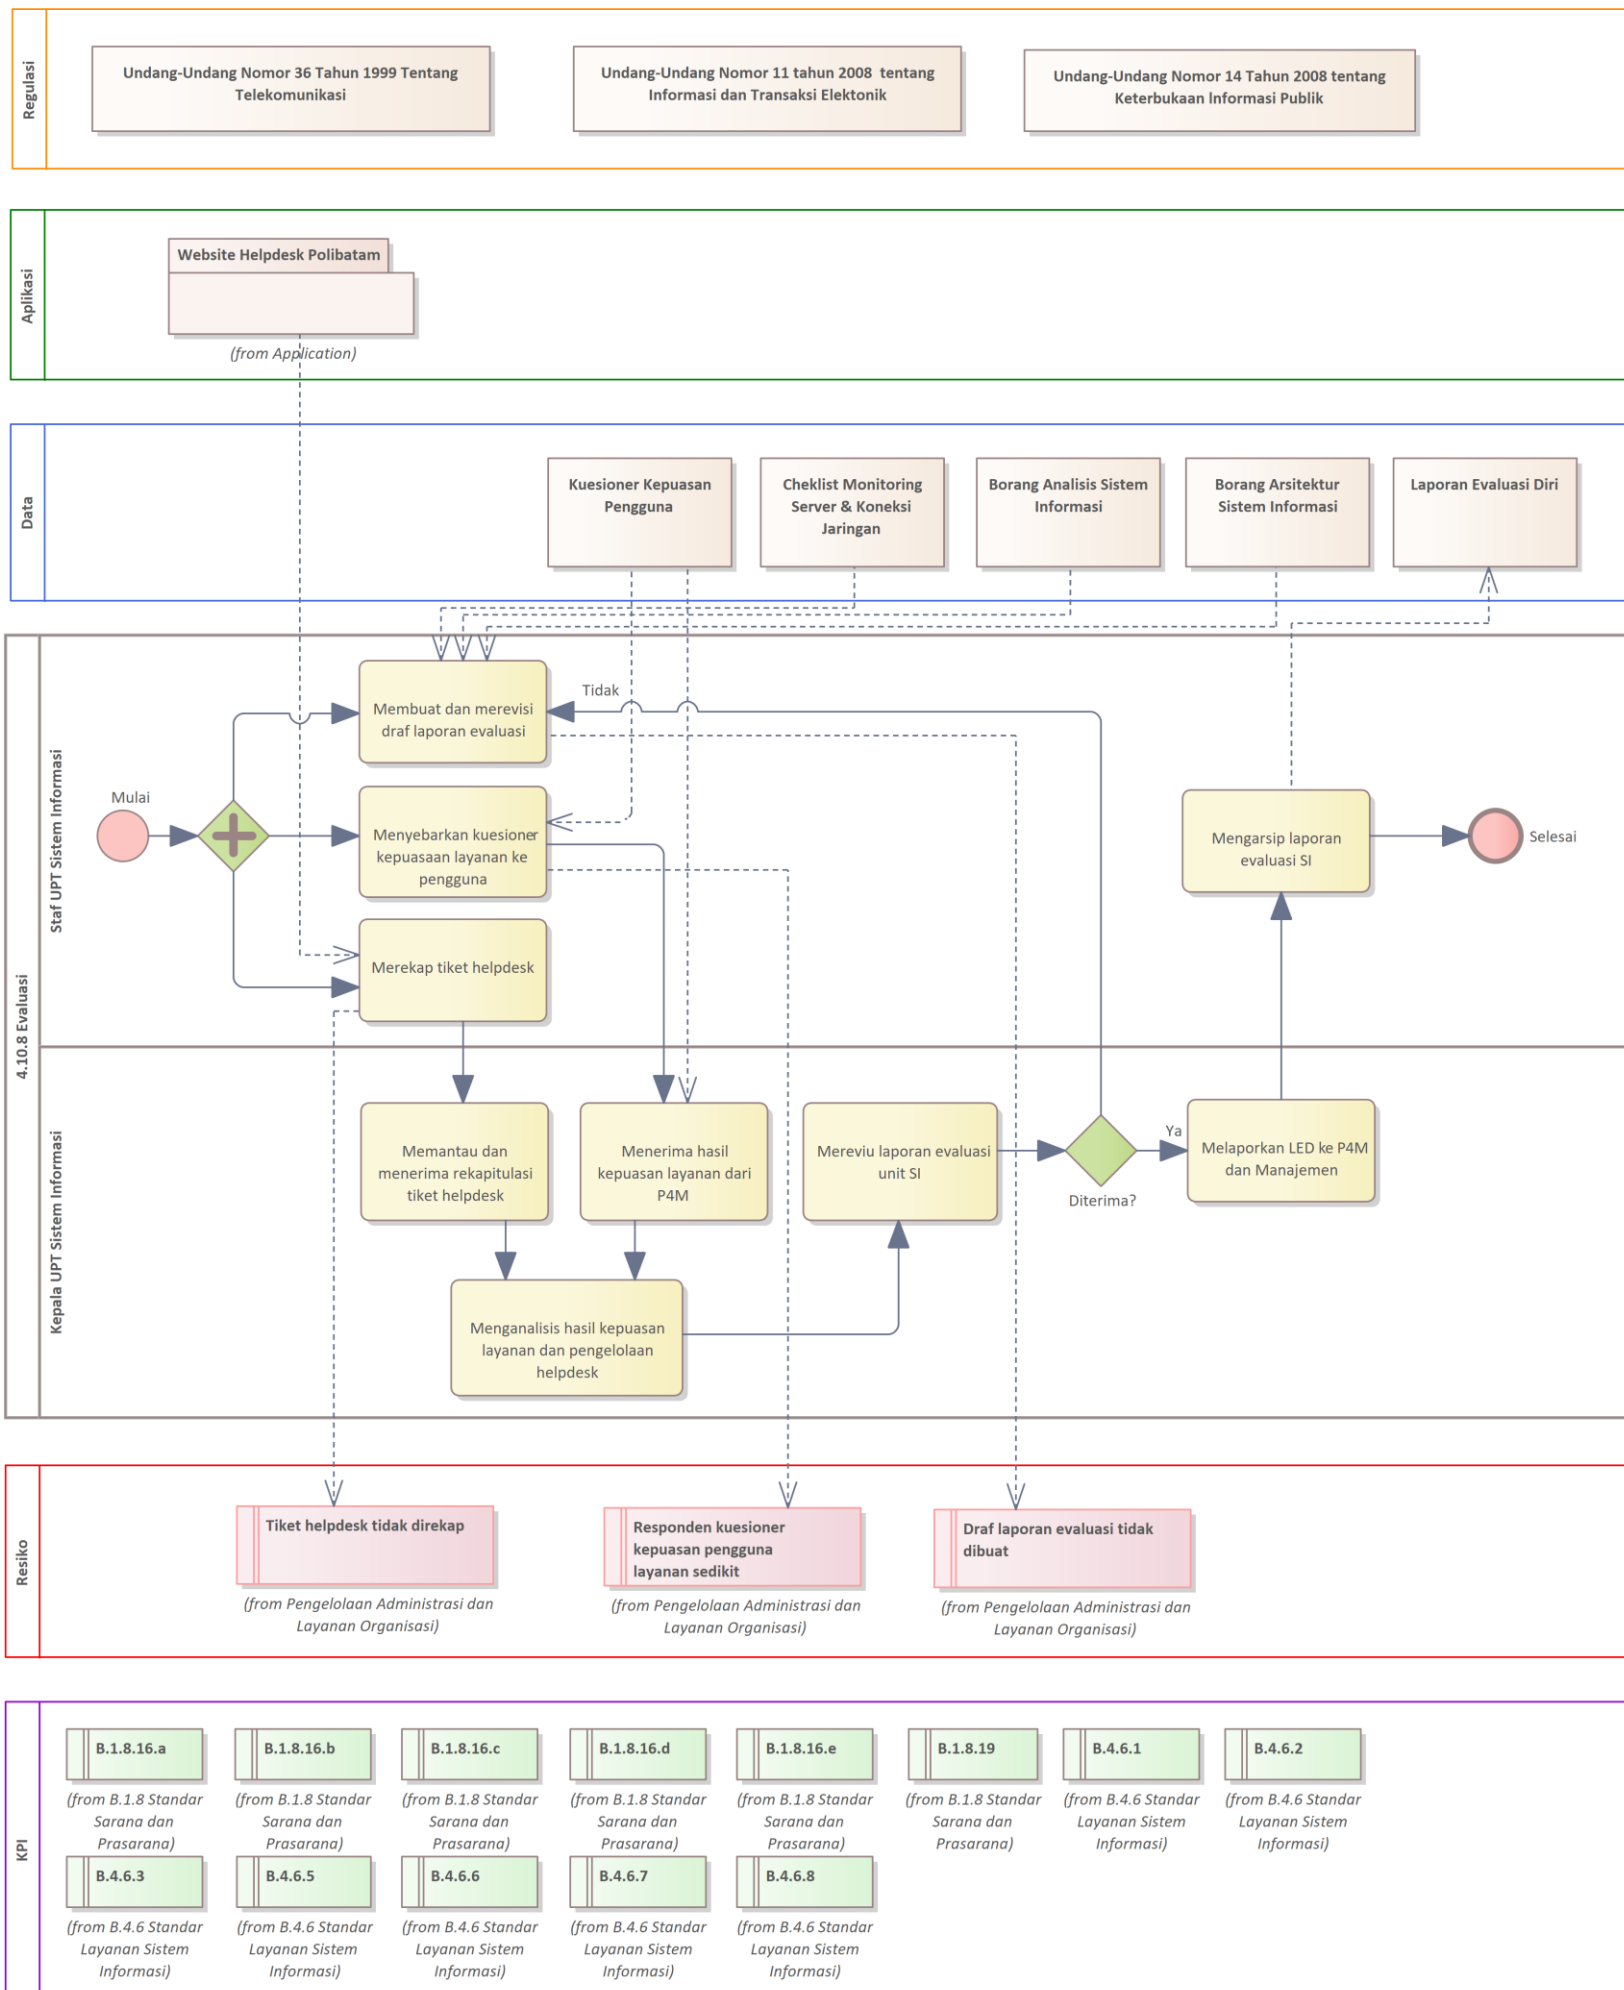 Regulasi
Undang-Undang Nomor 36 Tahun 1999 Tentang
Telekomunikasi
Undang-Undang Nomor 11 tahun 2008 tentang
Informasi dan Transaksi Elektonik
Undang-Undang Nomor 14 Tahun 2008 tentang
Keterbukaan Informasi Publik
Aplikasi
Website Helpdesk Polibatam
(from Application)
Data
Kuesioner Kepuasan
Pengguna
Cheklist Monitoring
Server & Koneksi
Jaringan
Borang Analisis Sistem
Informasi
Borang Arsitektur
Sistem Informasi
Laporan Evaluasi Diri
4.10.8 Evaluasi
Staf UPT Sistem Informasi
Mulai
Membuat dan merevisi
draf laporan evaluasi
Tidak
Menyebarkan kuesioner
kepuasaan layanan ke
pengguna
Merekap tiket helpdesk
Mengarsip laporan
evaluasi SI
Selesai
Kepala UPT Sistem Informasi
Memantau dan
menerima rekapitulasi
tiket helpdesk
Menerima hasil
kepuasan layanan dari
P4M
Mereviu laporan evaluasi
unit SI
Diterima?
Ya
Melaporkan LED ke P4M
dan Manajemen
Menganalisis hasil kepuasan
layanan dan pengelolaan
helpdesk
Resiko
Tiket helpdesk tidak direkap
(from Pengelolaan Administrasi dan
Layanan Organisasi)
Responden kuesioner
kepuasan pengguna
layanan sedikit
(from Pengelolaan Administrasi dan
Layanan Organisasi)
Draf laporan evaluasi tidak
dibuat
(from Pengelolaan Administrasi dan
Layanan Organisasi)
KPI
B.1.8.16.a
(from B.1.8 Standar
Sarana dan
Prasarana)
B.1.8.16.b
(from B.1.8 Standar
Sarana dan
Prasarana)
B.1.8.16.c
(from B.1.8 Standar
Sarana dan
Prasarana)
B.1.8.16.d
(from B.1.8 Standar
Sarana dan
Prasarana)
B.1.8.16.e
(from B.1.8 Standar
Sarana dan
Prasarana)
B.1.8.19
(from B.1.8 Standar
Sarana dan
Prasarana)
B.4.6.1
(from B.4.6 Standar
Layanan Sistem
Informasi)
B.4.6.2
(from B.4.6 Standar
Layanan Sistem
Informasi)
B.4.6.3
(from B.4.6 Standar
Layanan Sistem
Informasi)
B.4.6.5
(from B.4.6 Standar
Layanan Sistem
Informasi)
B.4.6.6
(from B.4.6 Standar
Layanan Sistem
Informasi)
B.4.6.7
(from B.4.6 Standar
Layanan Sistem
Informasi)
B.4.6.8
(from B.4.6 Standar
Layanan Sistem
Informasi)